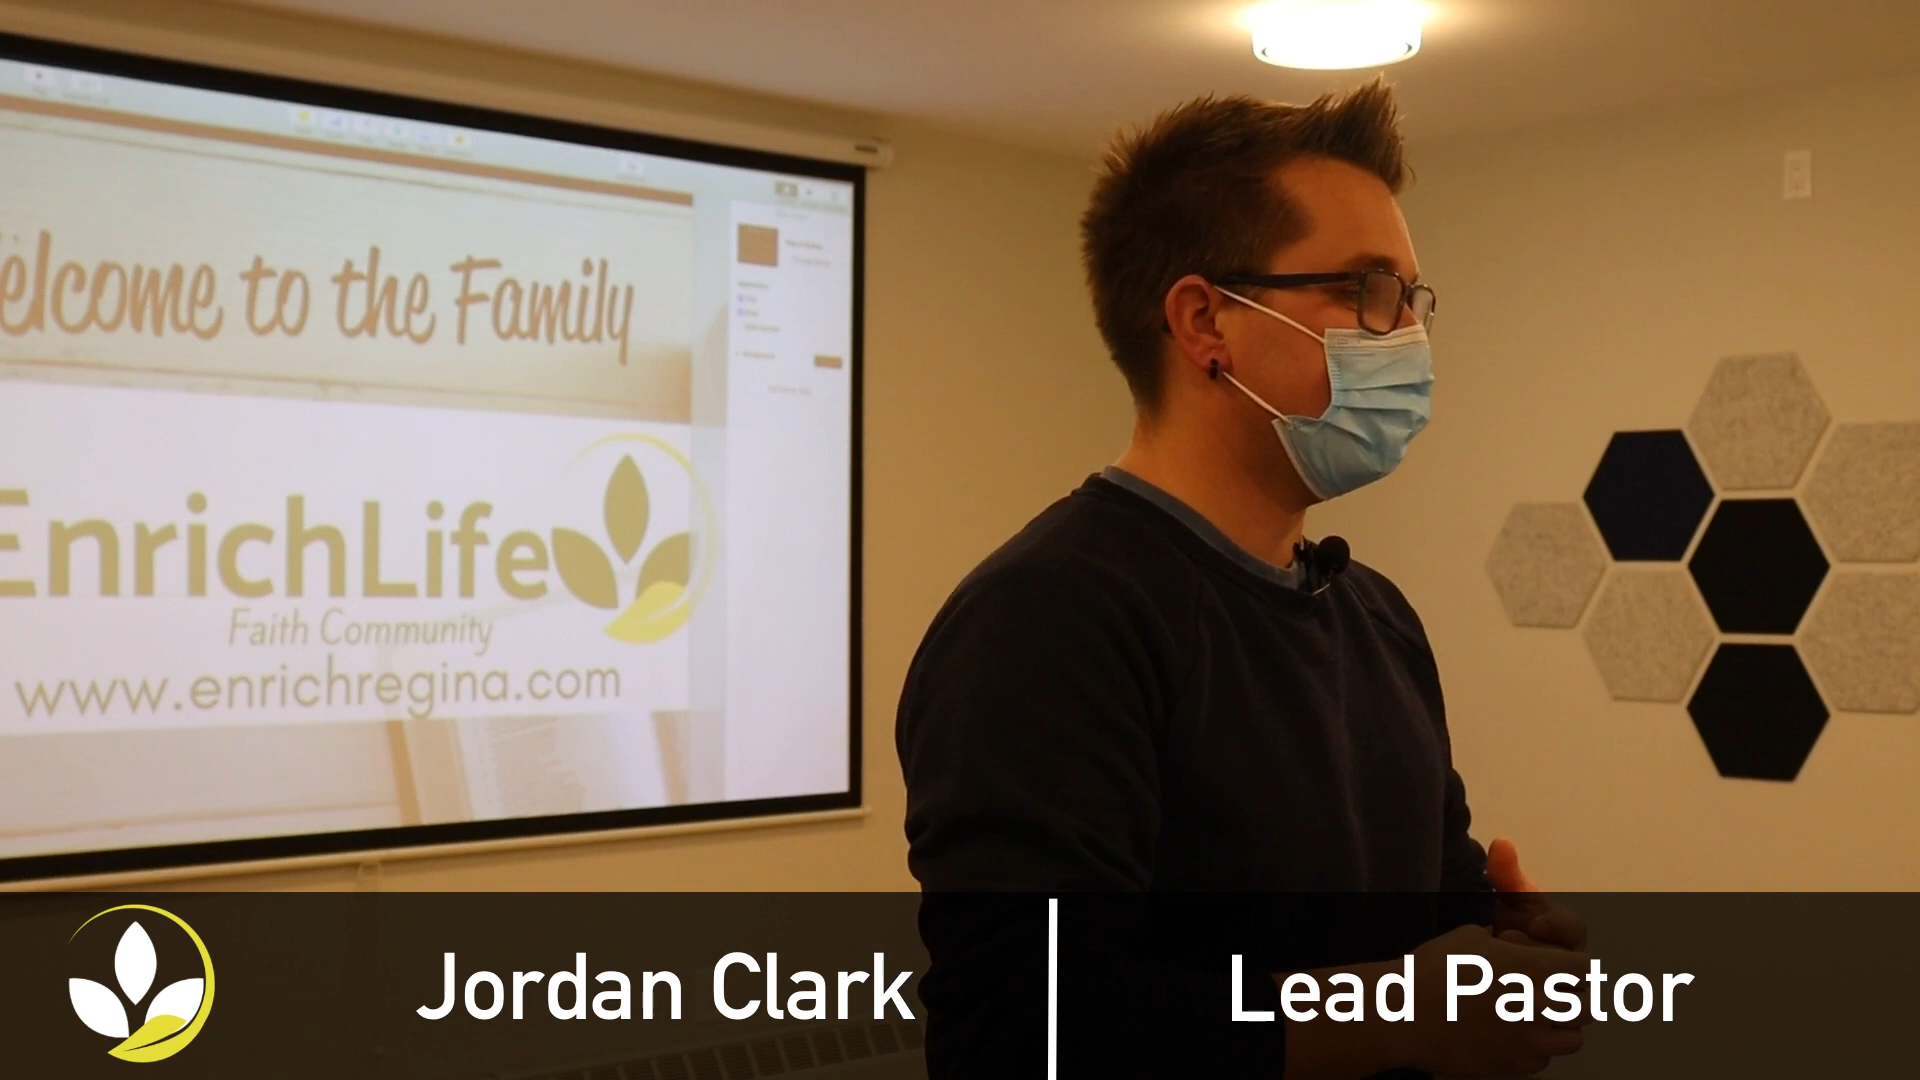 elcome to the Family
EnrichLife
Faith Community
www.enrichregina.com
Jordan Clark
Lead Pastor